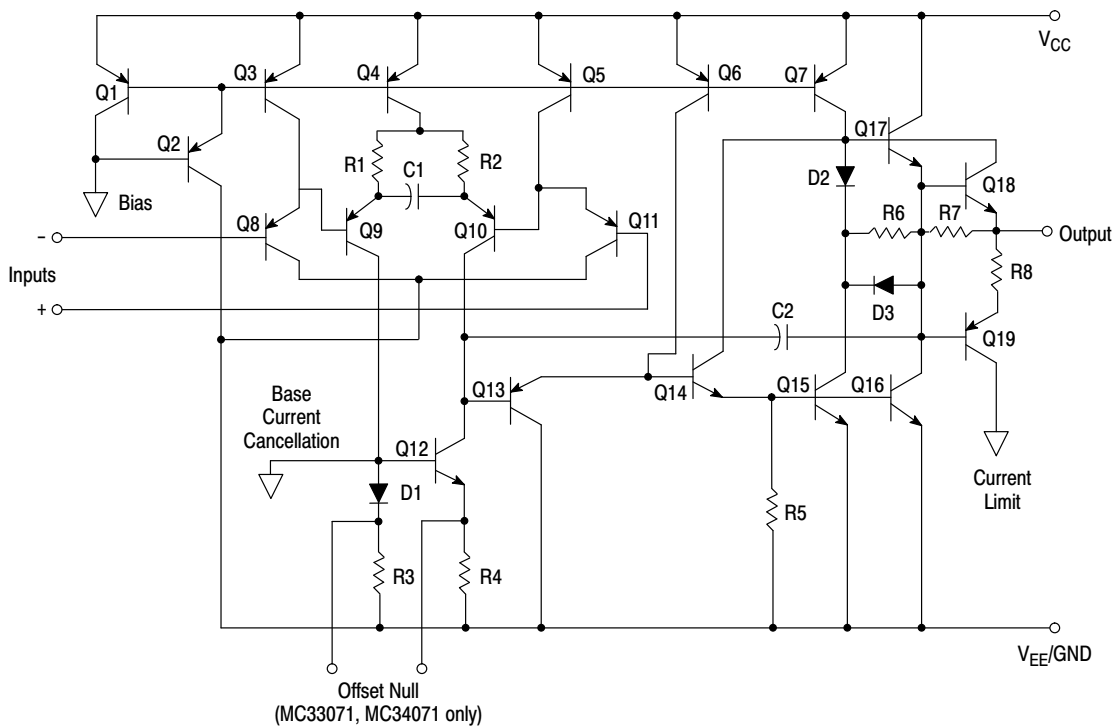 V_CC
Q3
Q4
Q5
Q6
Q7
Q1
Q17
Q2
R1
C1
R2
D2
Q18
Bias
R6
R7
Q8
Q9
Q10
Q11
Output
−
Inputs
R8
D3
+
C2
Q19
Q13
Q14
Q15
Q16
Base
Current
Cancellation
Q12
D1
Current
Limit
R5
R3
R4
V_EE/GND
Offset Null
(MC33071, MC34071 only)